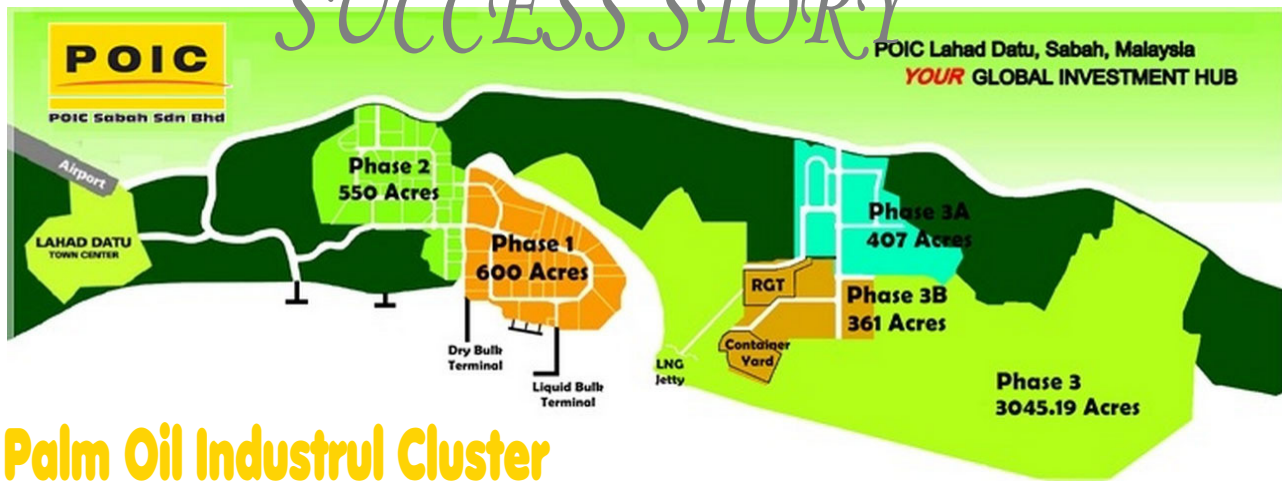 SUCCESS STORY
POIC
POIC Sabah Sdn Bhd
POIC Lahad Datu, Sabah, Malaysia
YOUR GLOBAL INVESTMENT HUB
Airport
LAHAD DATU
TOWN CENTER
Phase 2
550 Acres
Phase 1
600 Acres
Phase 3A
407 Acres
RGT
Phase 3B
361 Acres
Container
Yard
Dry Bulk
Terminal
Liquid Bulk
Terminal
LNG
Jetty
Phase 3
3045.19 Acres
Palm Oil Industrul Cluster